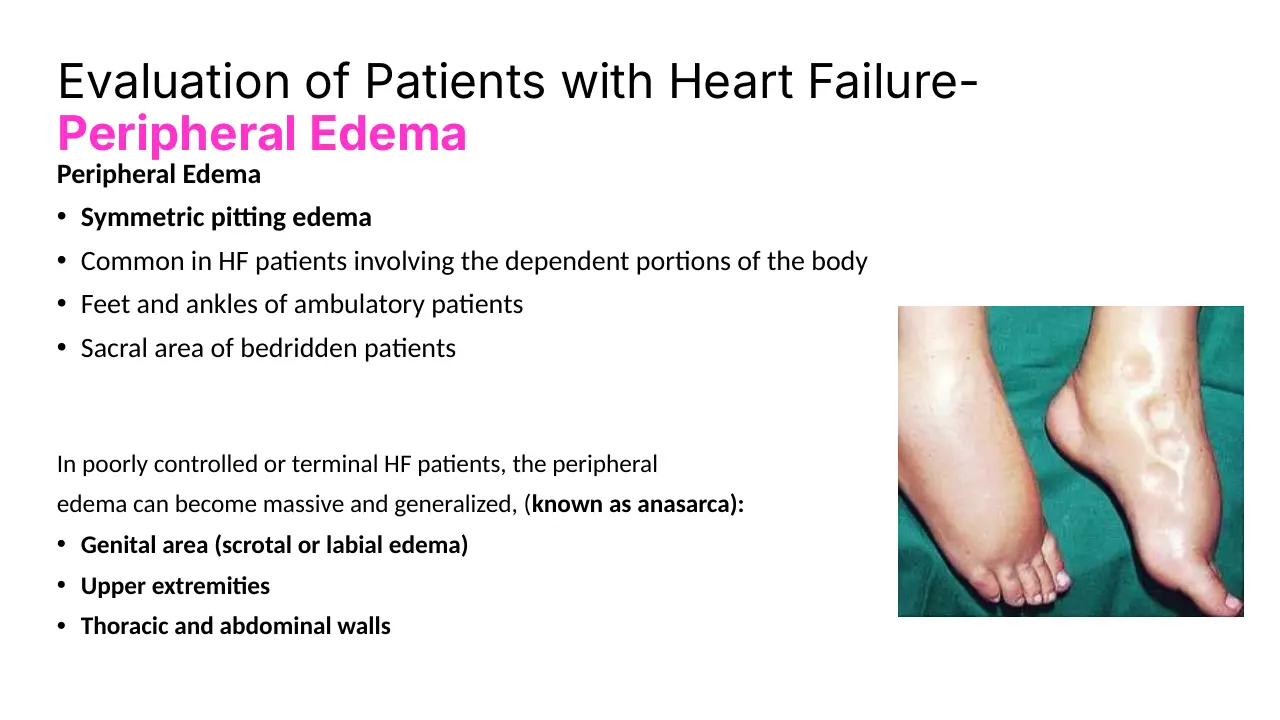 Evaluation of Patients with Heart Failure-
Peripheral Edema
Peripheral Edema
• Symmetric pitting edema
• Common in HF patients involving the dependent portions of the body
• Feet and ankles of ambulatory patients
• Sacral area of bedridden patients
In poorly controlled or terminal HF patients, the peripheral
edema can become massive and generalized, (known as anasarca):
• Genital area (scrotal or labial edema)
• Upper extremities
• Thoracic and abdominal walls